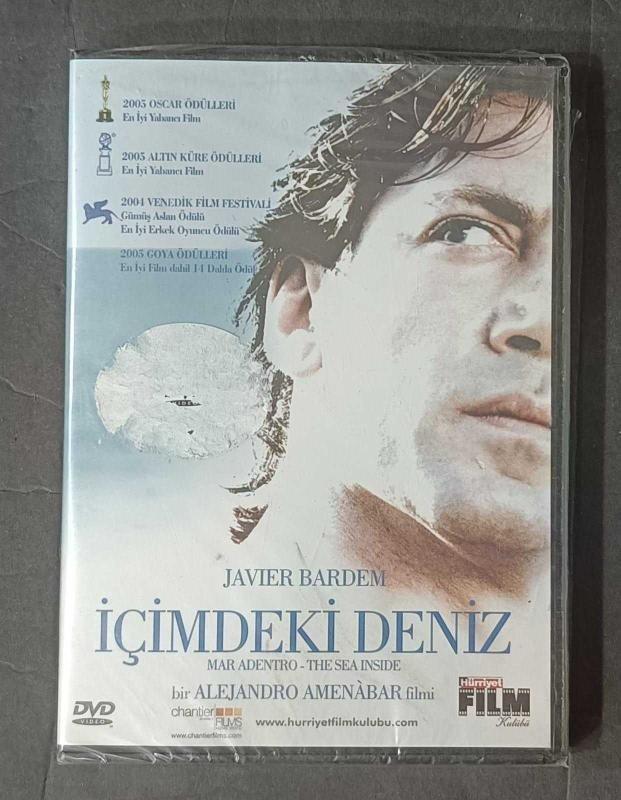 2005 OSCAR ÖDÜLLERİ
En İyi Yabancı Film
2005 ALTIN KÜRE ÖDÜLLERİ
En İyi Yabancı Film
2004 VENEDİK FİLM FESTİVALİ
Gümüş Aslan Ödülü
En İyi Erkek Oyuncu Ödülü
2005 GOYA ÖDÜLLERİ
En İyi Film dahil 14 Dalda Ödül
JAVIER BARDEM
İÇİMDEKİ DENİZ
MAR ADENTRO - THE SEA INSIDE
bir ALEJANDRO AMENÀBAR filmi
DVD
VIDEO
chantier
FILMS
www.chantierfilms.com
www.hurriyetfilmkulubu.com
Hürriyet
FILM
Kulübü